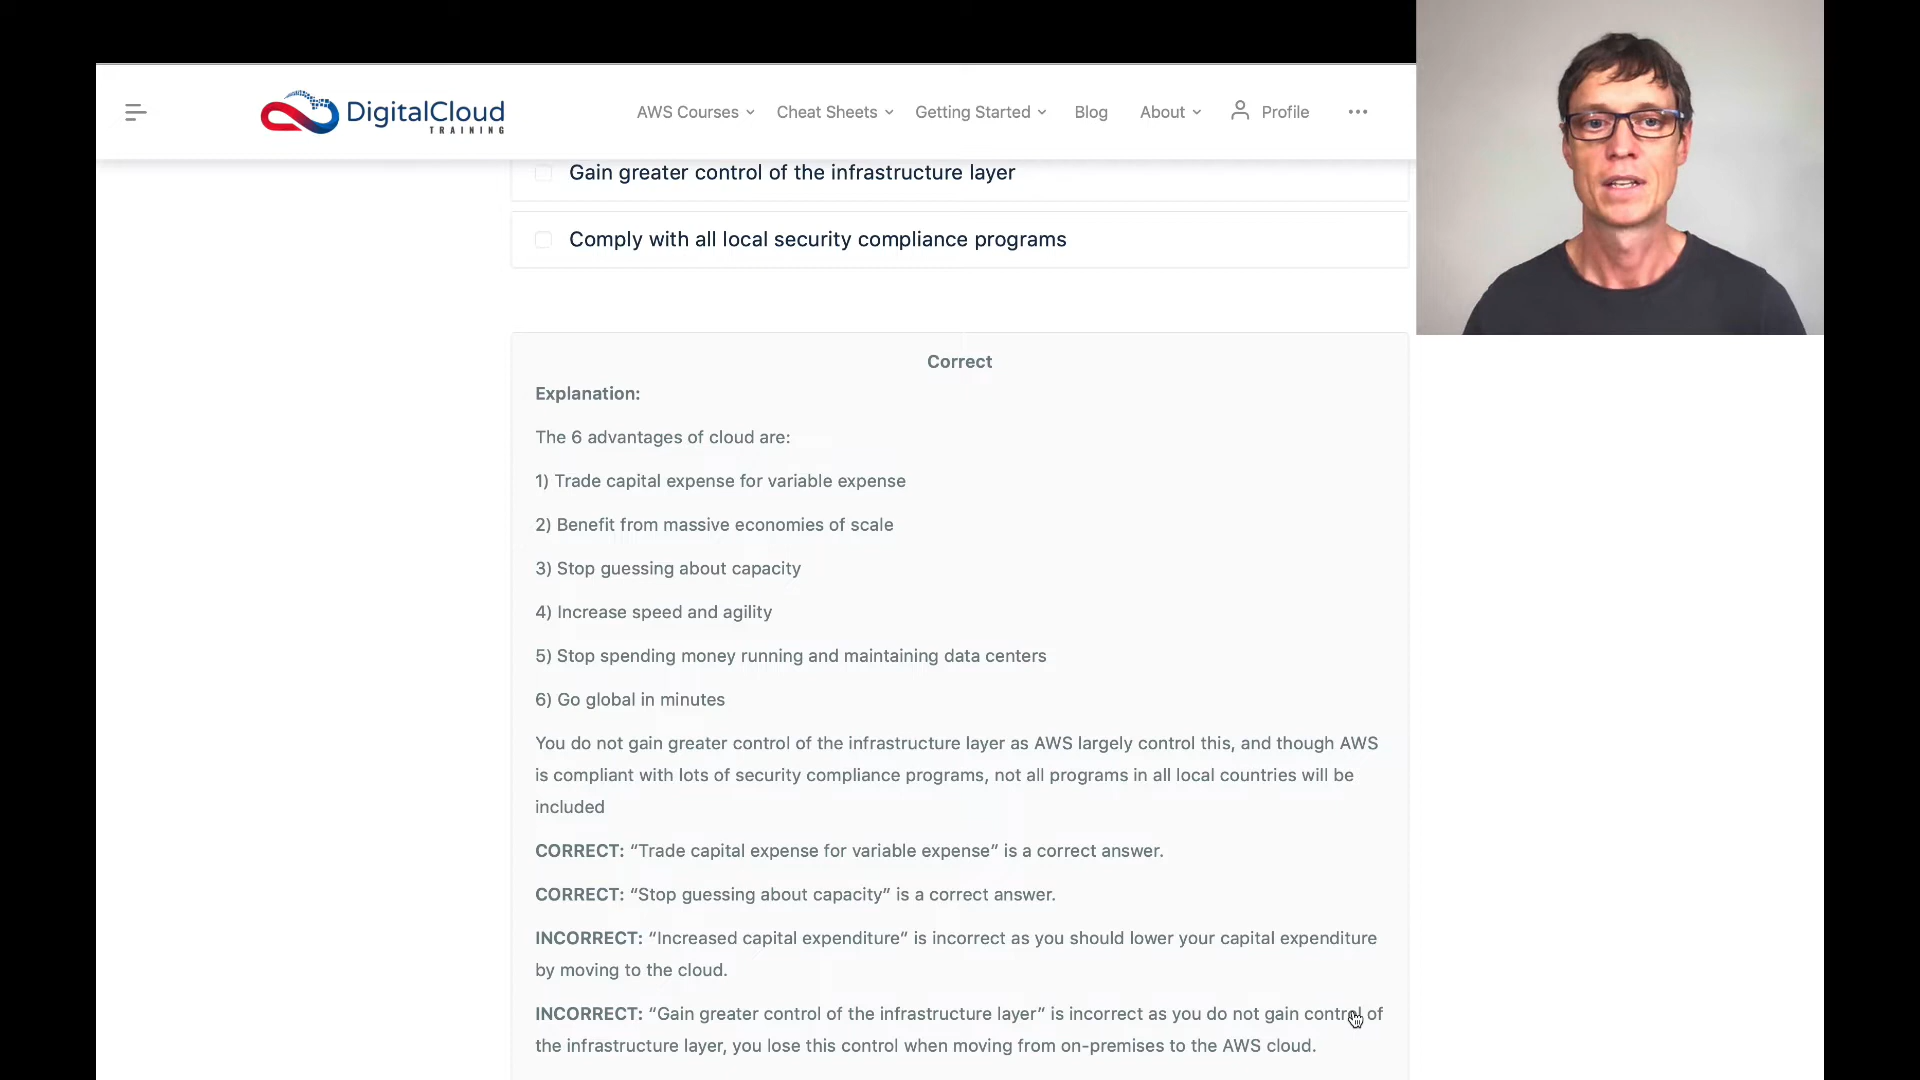 DigitalCloud
TRAINING
AWS Courses
Cheat Sheets
Getting Started
Blog
About
Profile
Gain greater control of the infrastructure layer
Comply with all local security compliance programs
Correct
Explanation:
The 6 advantages of cloud are:
1) Trade capital expense for variable expense
2) Benefit from massive economies of scale
3) Stop guessing about capacity
4) Increase speed and agility
5) Stop spending money running and maintaining data centers
6) Go global in minutes
You do not gain greater control of the infrastructure layer as AWS largely control this, and though AWS
is compliant with lots of security compliance programs, not all programs in all local countries will be
included
CORRECT: “Trade capital expense for variable expense” is a correct answer.
CORRECT: “Stop guessing about capacity” is a correct answer.
INCORRECT: “Increased capital expenditure” is incorrect as you should lower your capital expenditure
by moving to the cloud.
INCORRECT: “Gain greater control of the infrastructure layer” is incorrect as you do not gain control of
the infrastructure layer, you lose this control when moving from on-premises to the AWS cloud.